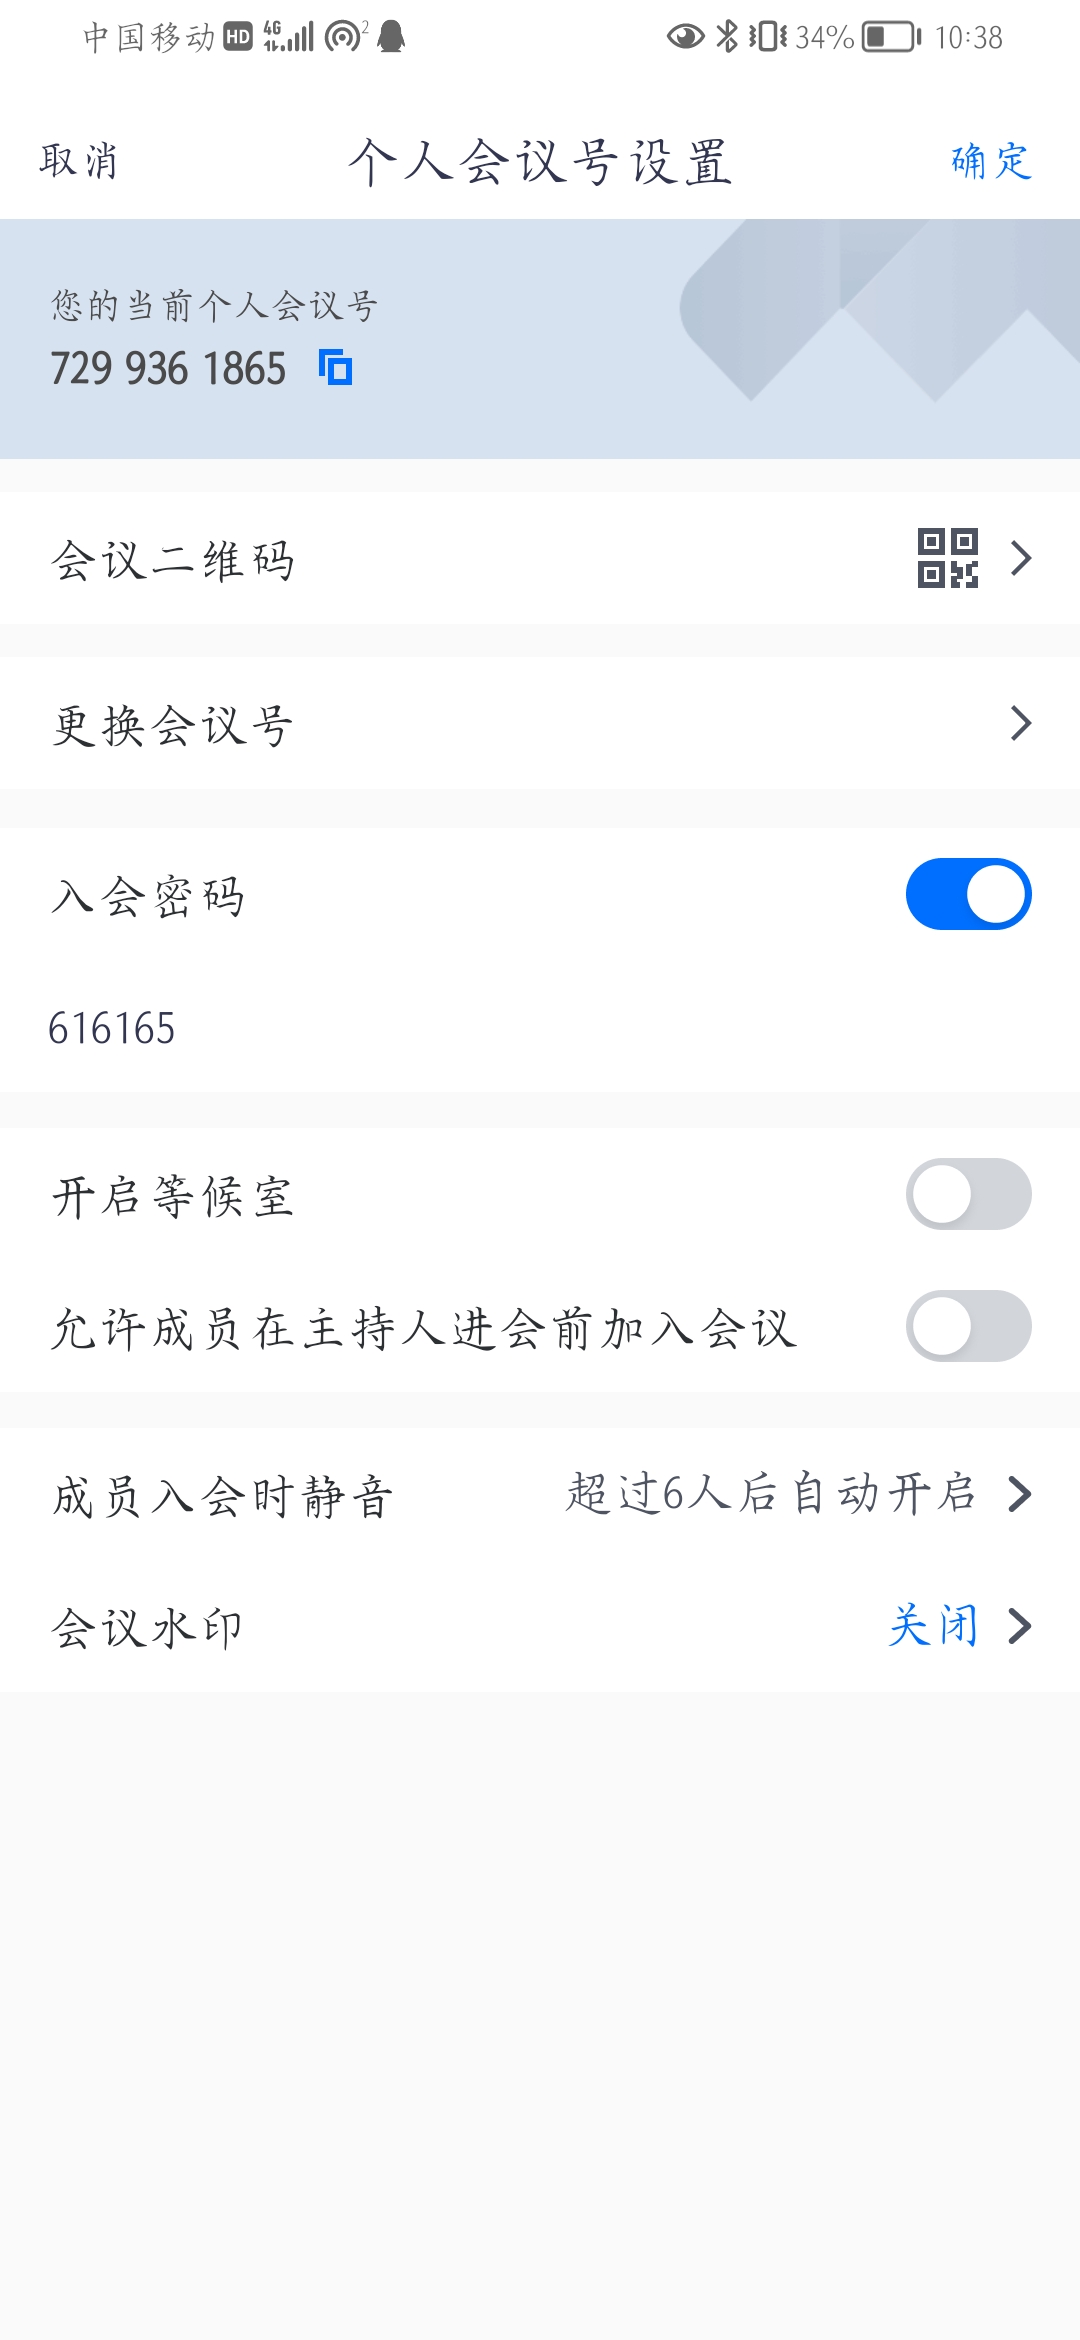 中国移动 HD 4G 2 34% 10:38
取消 个人会议号设置 确定
您的当前个人会议号
729 936 1865
会议二维码
更换会议号
入会密码
616165
开启等候室
允许成员在主持人进会前加入会议
成员入会时静音 超过6人后自动开启
会议水印 关闭